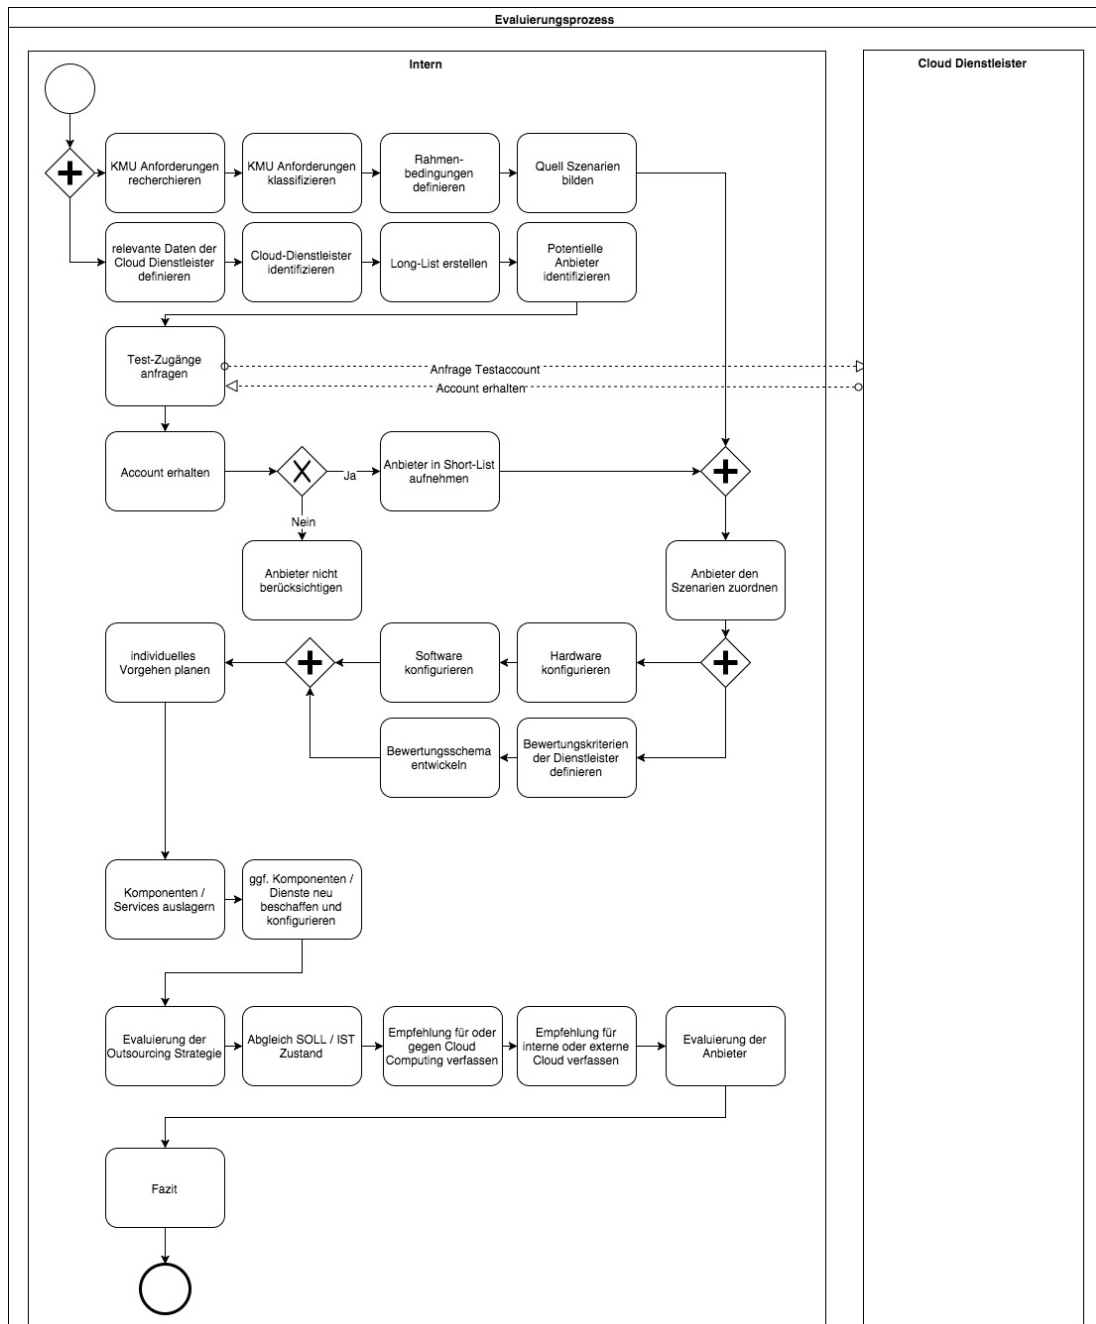 Evaluierungsprozess
Intern
Cloud Dienstleister
KMU Anforderungen
recherchieren
KMU Anforderungen
klassifizieren
Rahmen-
bedingungen
definieren
Quell Szenarien
bilden
relevante Daten der
Cloud Dienstleister
definieren
Cloud-Dienstleister
identifizieren
Long-List erstellen
Potentielle
Anbieter
identifizieren
Test-Zugänge
anfragen
Anfrage Testaccount
Account erhalten
Account erhalten
Ja
Anbieter in Short-List
aufnehmen
Nein
Anbieter nicht
berücksichtigen
Anbieter den
Szenarien zuordnen
individuelles
Vorgehen planen
Software
konfigurieren
Hardware
konfigurieren
Bewertungsschema
entwickeln
Bewertungskriterien
der Dienstleister
definieren
Komponenten /
Services auslagern
ggf. Komponenten /
Dienste neu
beschaffen und
konfigurieren
Evaluierung der
Outsourcing Strategie
Abgleich SOLL / IST
Zustand
Empfehlung für oder
gegen Cloud
Computing verfassen
Empfehlung für
interne oder externe
Cloud verfassen
Evaluierung der
Anbieter
Fazit